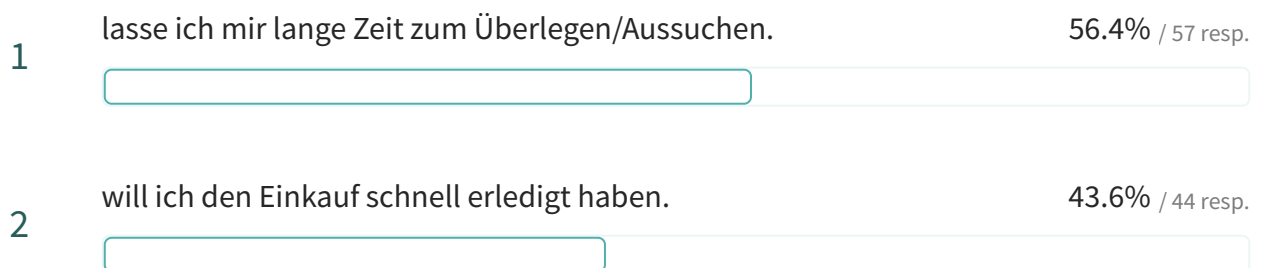 1
lasse ich mir lange Zeit zum Überlegen/Aussuchen. 56.4% / 57 resp.
2
will ich den Einkauf schnell erledigt haben. 43.6% / 44 resp.